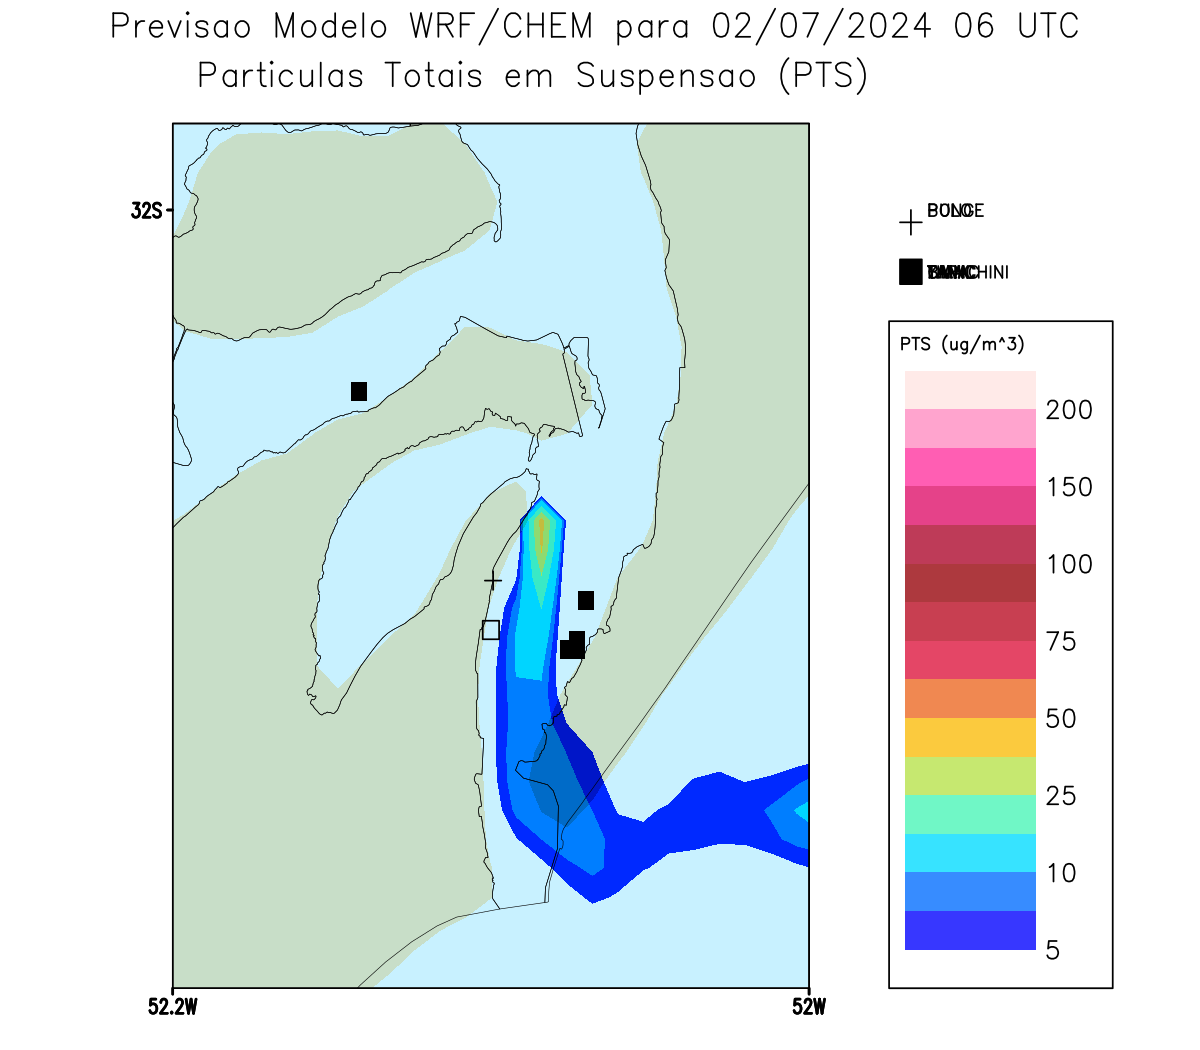 Previsao Modelo WRF/CHEM para 02/07/2024 06 UTC
Particulas Totais em Suspensao (PTS)
32S
PTS (ug/m^3)
200
150
100
75
50
25
10
5
52.2W
52W